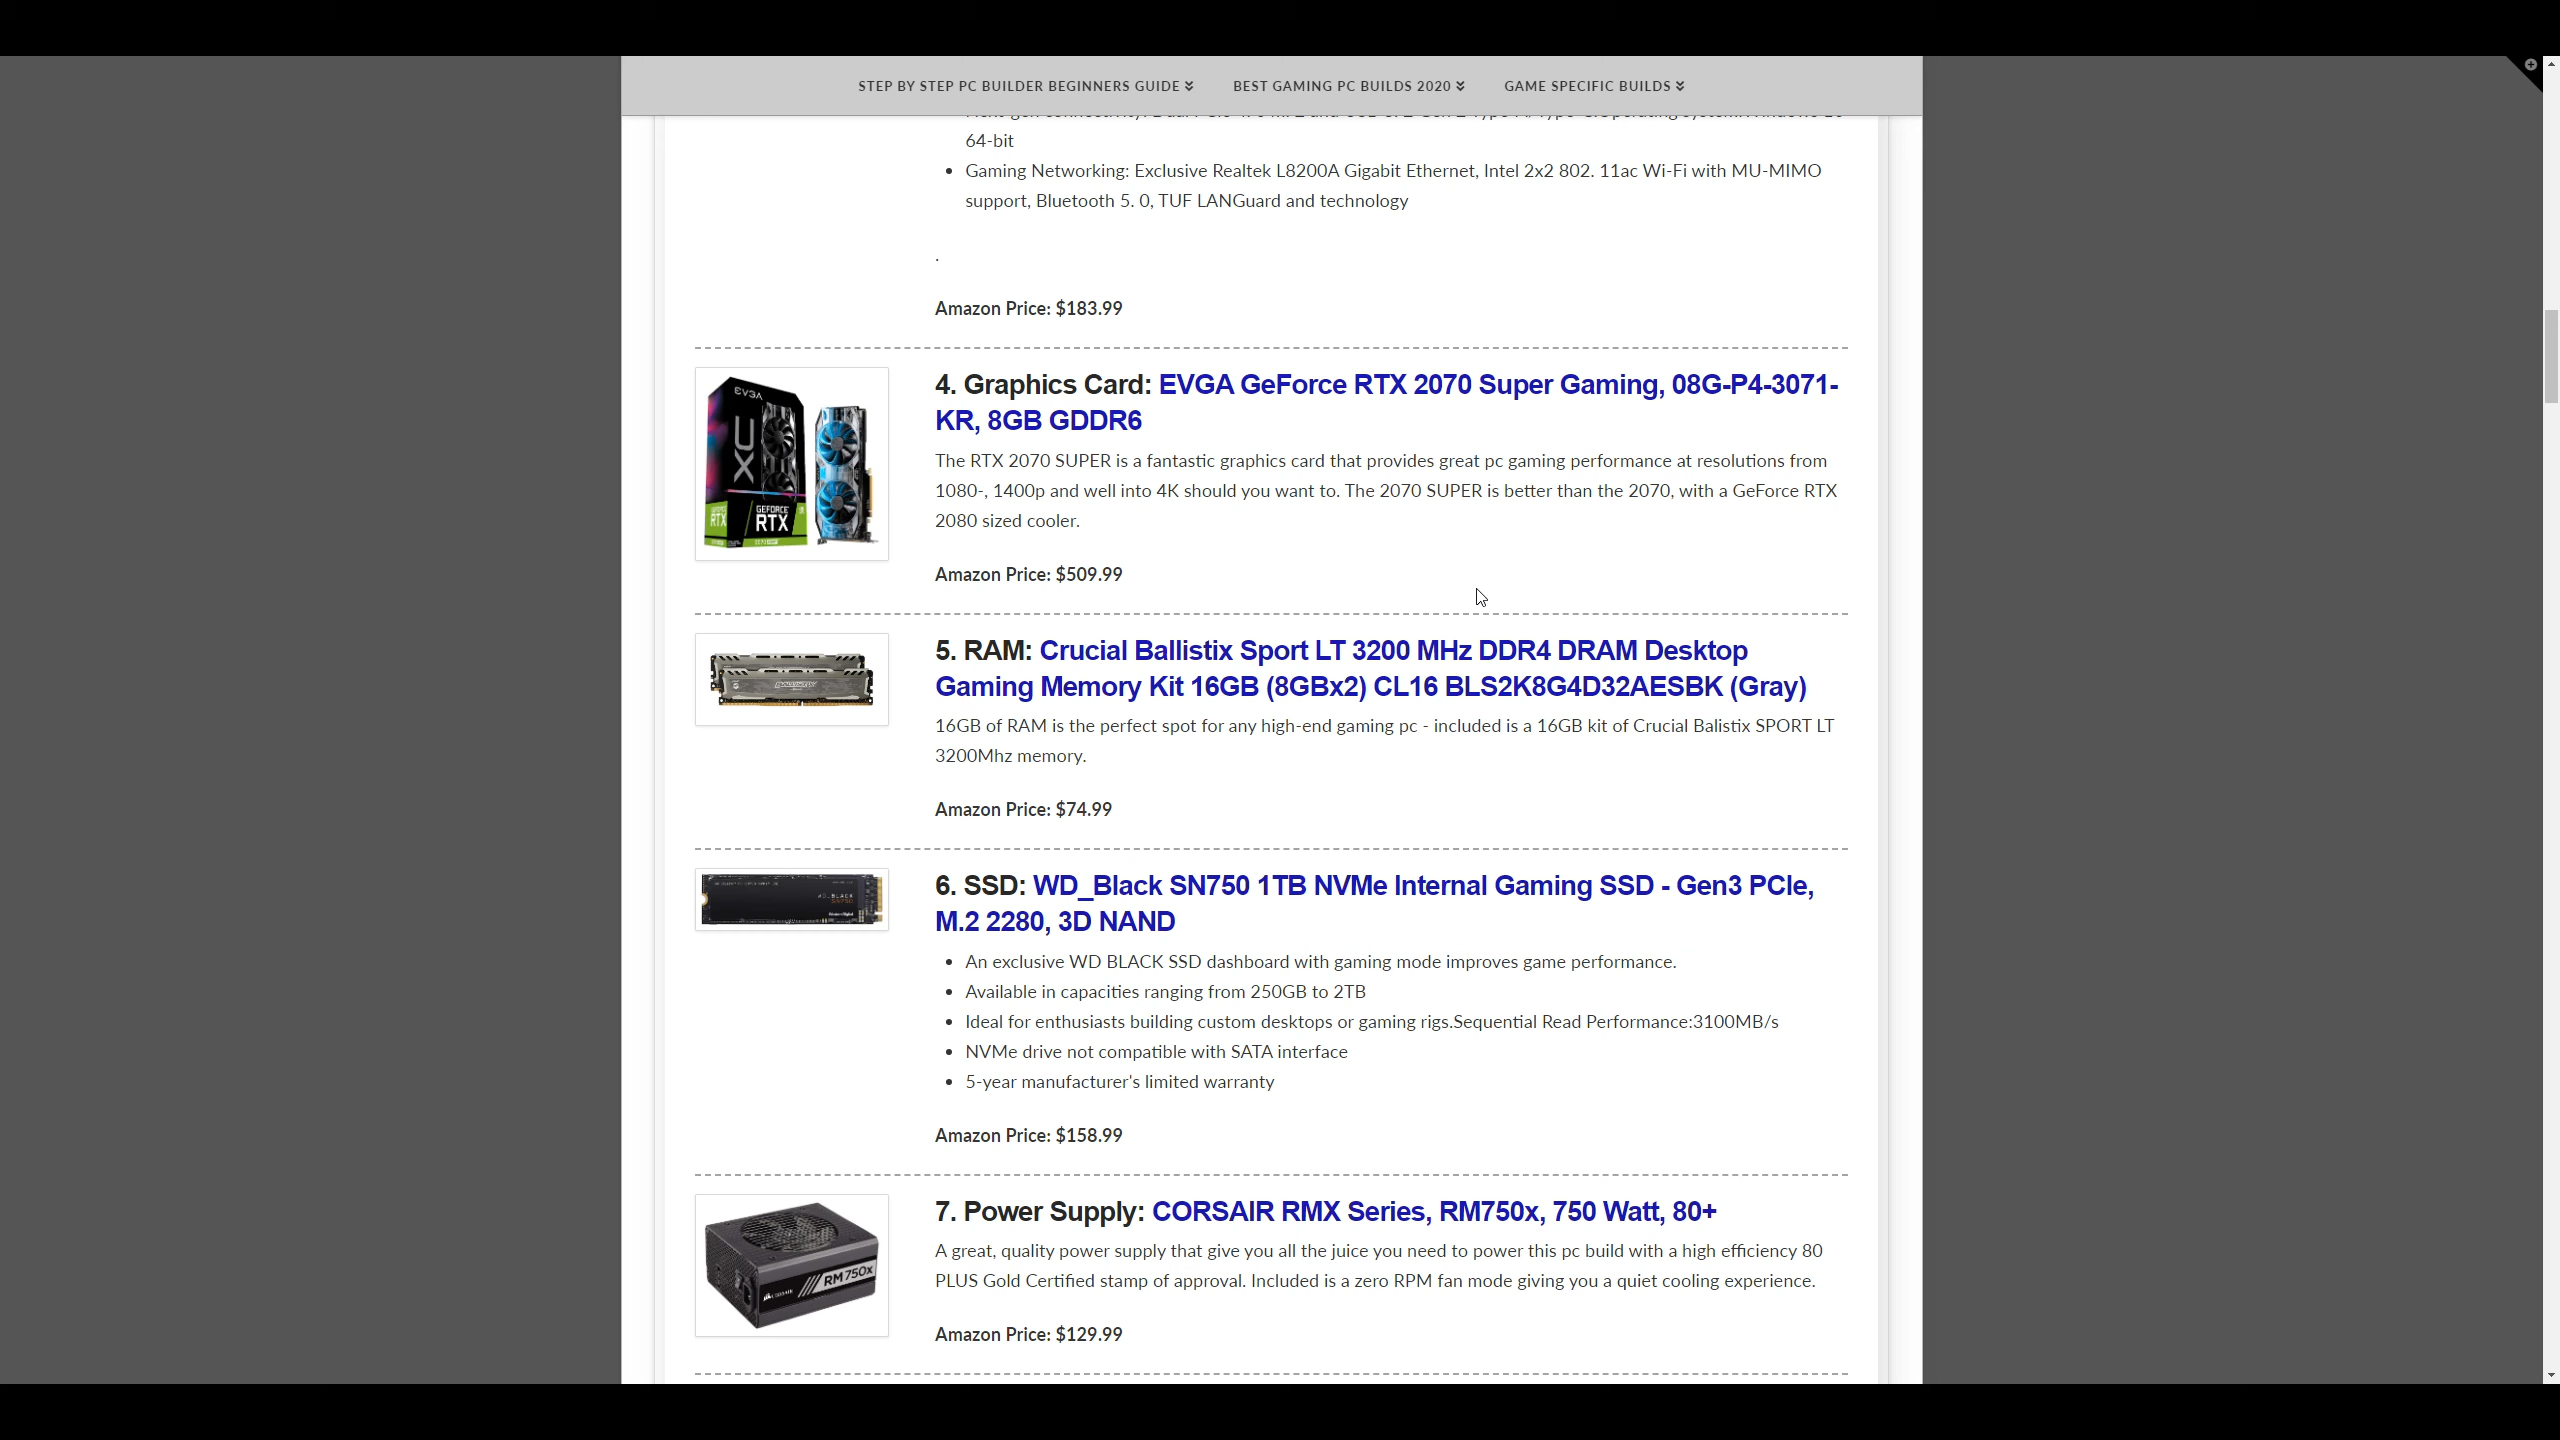 STEP BY STEP PC BUILDER BEGINNERS GUIDE BEST GAMING PC BUILDS 2020 GAME SPECIFIC BUILDS
64-bit
• Gaming Networking: Exclusive Realtek L8200A Gigabit Ethernet, Intel 2x2 802. 11ac Wi-Fi with MU-MIMO
support, Bluetooth 5. 0, TUF LANGuard and technology
.
Amazon Price: $183.99
EVGA
XC
GEFORCE
RTX
RTX
4. Graphics Card: EVGA GeForce RTX 2070 Super Gaming, 08G-P4-3071-
KR, 8GB GDDR6
The RTX 2070 SUPER is a fantastic graphics card that provides great pc gaming performance at resolutions from
1080-, 1400p and well into 4K should you want to. The 2070 SUPER is better than the 2070, with a GeForce RTX
2080 sized cooler.
Amazon Price: $509.99
BALLISTIX
5. RAM: Crucial Ballistix Sport LT 3200 MHz DDR4 DRAM Desktop
Gaming Memory Kit 16GB (8GBx2) CL16 BLS2K8G4D32AESBK (Gray)
16GB of RAM is the perfect spot for any high-end gaming pc - included is a 16GB kit of Crucial Balistix SPORT LT
3200Mhz memory.
Amazon Price: $74.99
WD_BLACK
SN750
6. SSD: WD_Black SN750 1TB NVMe Internal Gaming SSD - Gen3 PCIe,
M.2 2280, 3D NAND
• An exclusive WD BLACK SSD dashboard with gaming mode improves game performance.
• Available in capacities ranging from 250GB to 2TB
• Ideal for enthusiasts building custom desktops or gaming rigs.Sequential Read Performance:3100MB/s
• NVMe drive not compatible with SATA interface
• 5-year manufacturer's limited warranty
Amazon Price: $158.99
CORSAIR RM750x
7. Power Supply: CORSAIR RMX Series, RM750x, 750 Watt, 80+
A great, quality power supply that give you all the juice you need to power this pc build with a high efficiency 80
PLUS Gold Certified stamp of approval. Included is a zero RPM fan mode giving you a quiet cooling experience.
Amazon Price: $129.99